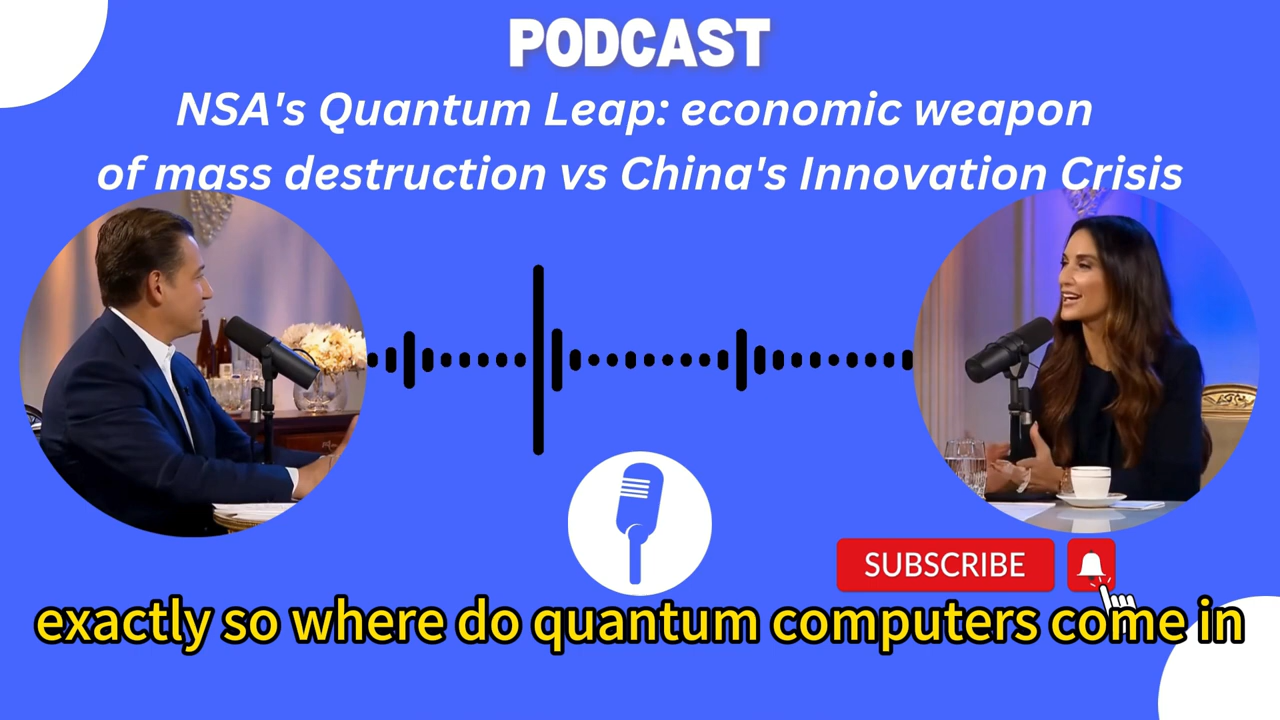 PODCAST
NSA's Quantum Leap: economic weapon
of mass destruction vs China's Innovation Crisis
SUBSCRIBE
exactly so where do quantum computers come in